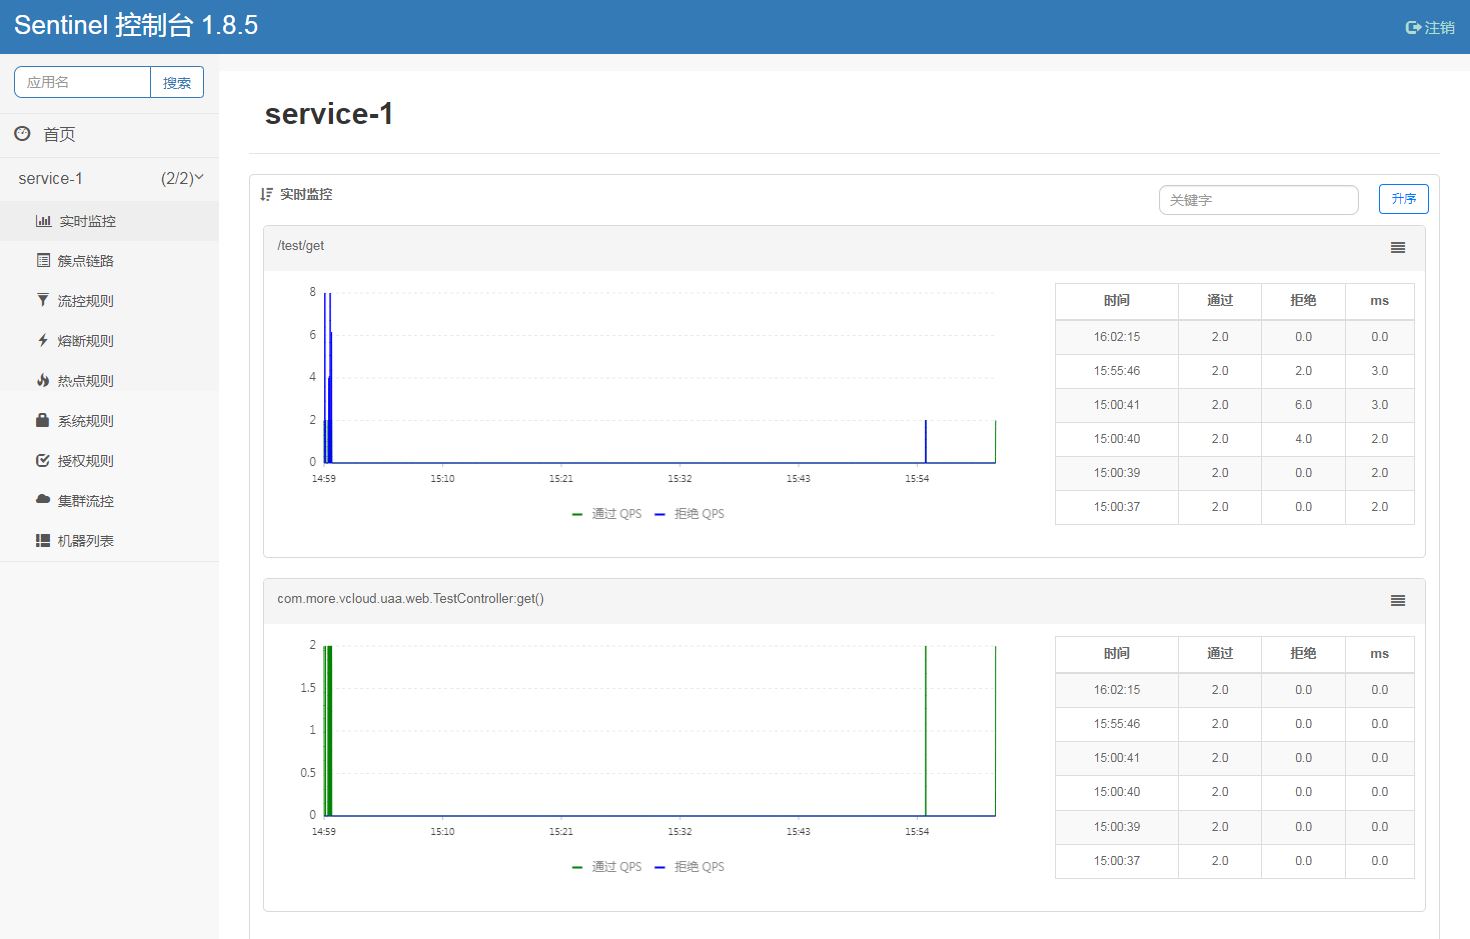 Sentinel 控制台 1.8.5
注销
应用名 搜索
首页
service-1 (2/2)
实时监控
簇点链路
流控规则
熔断规则
热点规则
系统规则
授权规则
集群流控
机器列表
service-1
实时监控 关键字 升序
/test/get
8
6
4
2
0
14:59 15:10 15:21 15:32 15:43 15:54
通过 QPS 拒绝 QPS
时间 通过 拒绝 ms
16:02:15 2.0 0.0 0.0
15:55:46 2.0 2.0 3.0
15:00:41 2.0 6.0 3.0
15:00:40 2.0 4.0 2.0
15:00:39 2.0 0.0 2.0
15:00:37 2.0 0.0 2.0
com.more.vcloud.uaa.web.TestController:get()
2
1.5
1
0.5
0
14:59 15:10 15:21 15:32 15:43 15:54
通过 QPS 拒绝 QPS
时间 通过 拒绝 ms
16:02:15 2.0 0.0 0.0
15:55:46 2.0 0.0 0.0
15:00:41 2.0 0.0 0.0
15:00:40 2.0 0.0 0.0
15:00:39 2.0 0.0 0.0
15:00:37 2.0 0.0 0.0